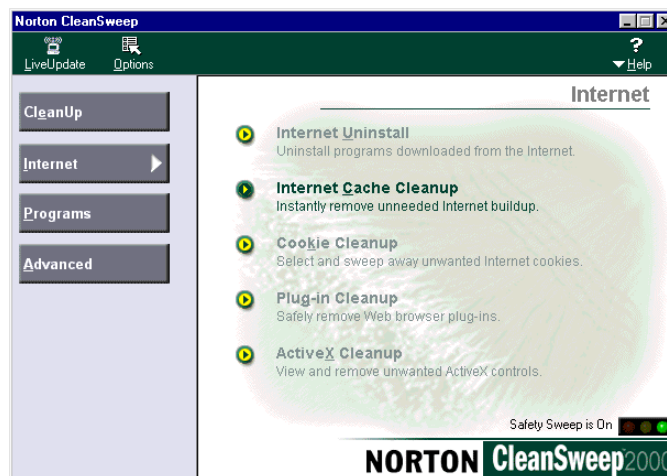 Norton CleanSweep
LiveUpdate Options ? Help
Internet
CleanUp
Internet
Programs
Advanced
Internet Uninstall
Uninstall programs downloaded from the Internet.
Internet Cache Cleanup
Instantly remove unneeded Internet buildup.
Cookie Cleanup
Select and sweep away unwanted Internet cookies.
Plug-in Cleanup
Safely remove Web browser plug-ins.
ActiveX Cleanup
View and remove unwanted ActiveX controls.
Safety Sweep is On
NORTON CleanSweep 2000